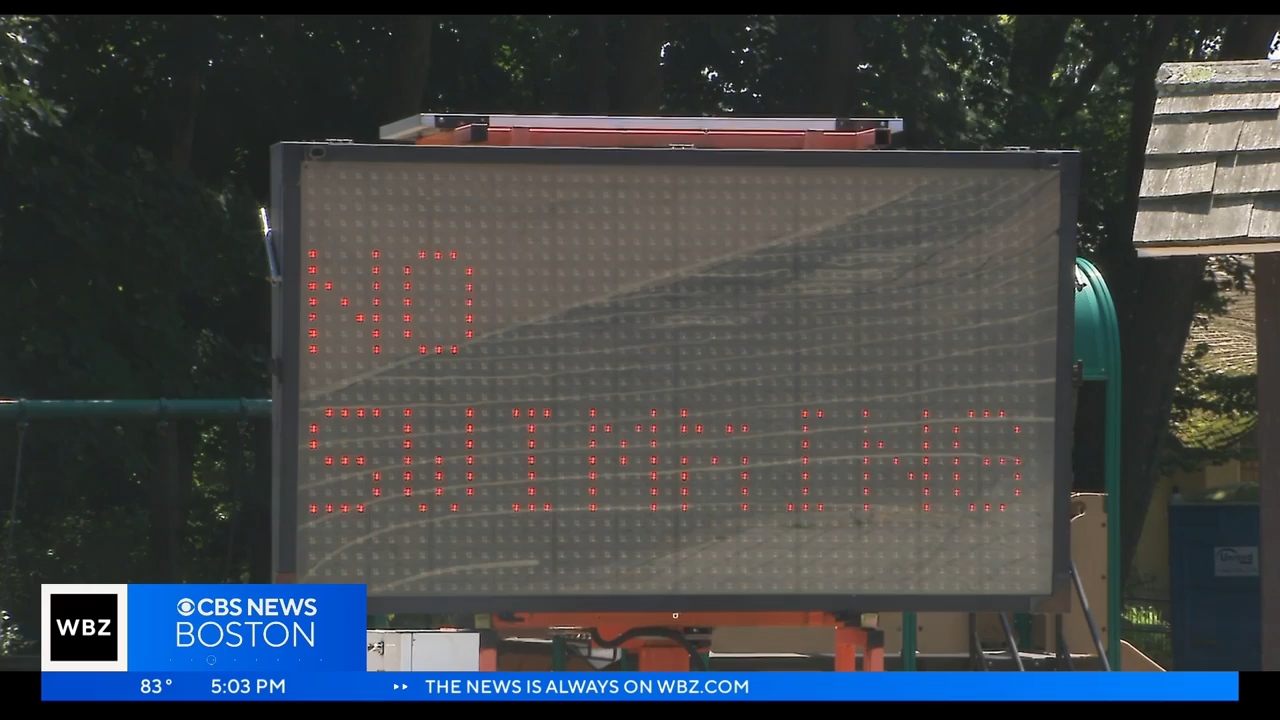 NO
SWIMMING
WBZ
CBS NEWS
BOSTON
83° 5:03 PM THE NEWS IS ALWAYS ON WBZ.COM